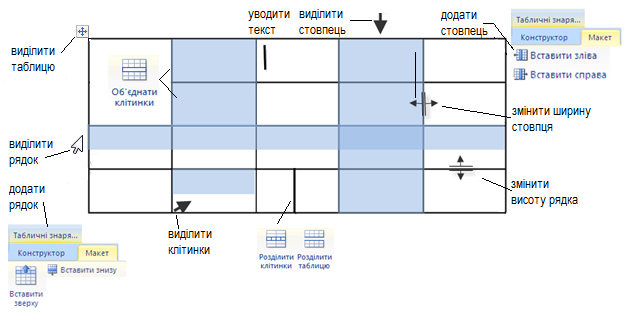 уводити
текст
виділити
стовпець
додати
стовпець
Табличні знаря...
Конструктор
Макет
Вставити зліва
Вставити справа
виділити
таблицю
Об'єднати
клітинки
змінити ширину
стовпця
виділити
рядок
змінити
висоту рядка
додати
рядок
виділити
клітинки
Табличні знаря...
Конструктор
Макет
Вставити знизу
Вставити
зверху
Розділити
клітинки
Розділити
таблицю